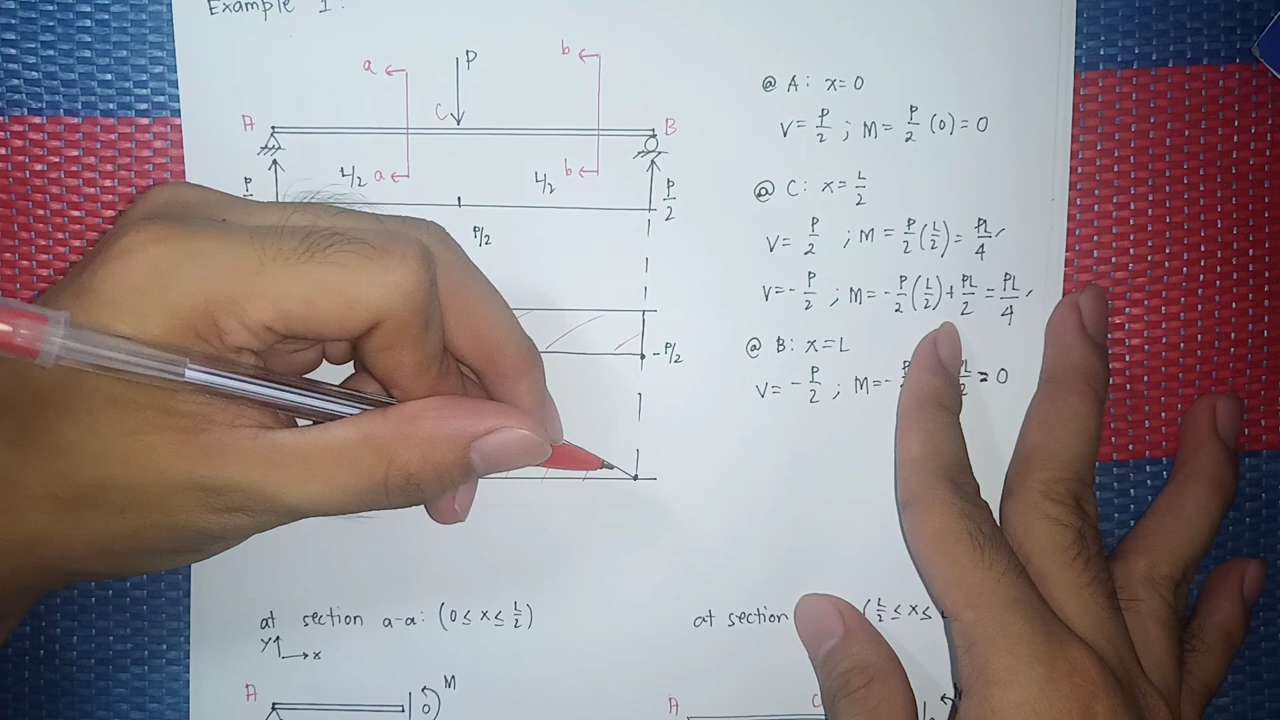 Example 1:
a b P
A C B
L/2 a L/2 b
P P/2
P/2
-P/2
@ A: x=0
V= P/2 ; M= P/2 (0) = 0
@ C: x= L/2
V= P/2 ; M= P/2 (L/2) = PL/4
V=- P/2 ; M=- P/2 (L/2) + PL/2 = PL/4
@ B: x=L
V= - P/2 ; M=- = 0
at section a-a: (0 ≤ x ≤ L/2)
Y x
A M
at section (L/2 ≤ x ≤
A C